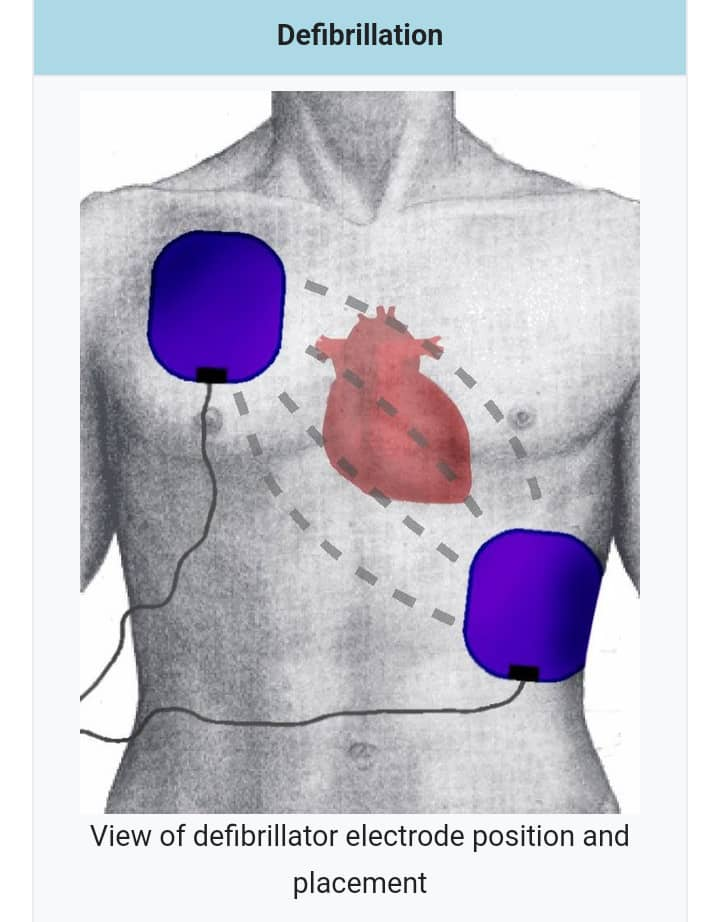 Defibrillation
View of defibrillator electrode position and
placement